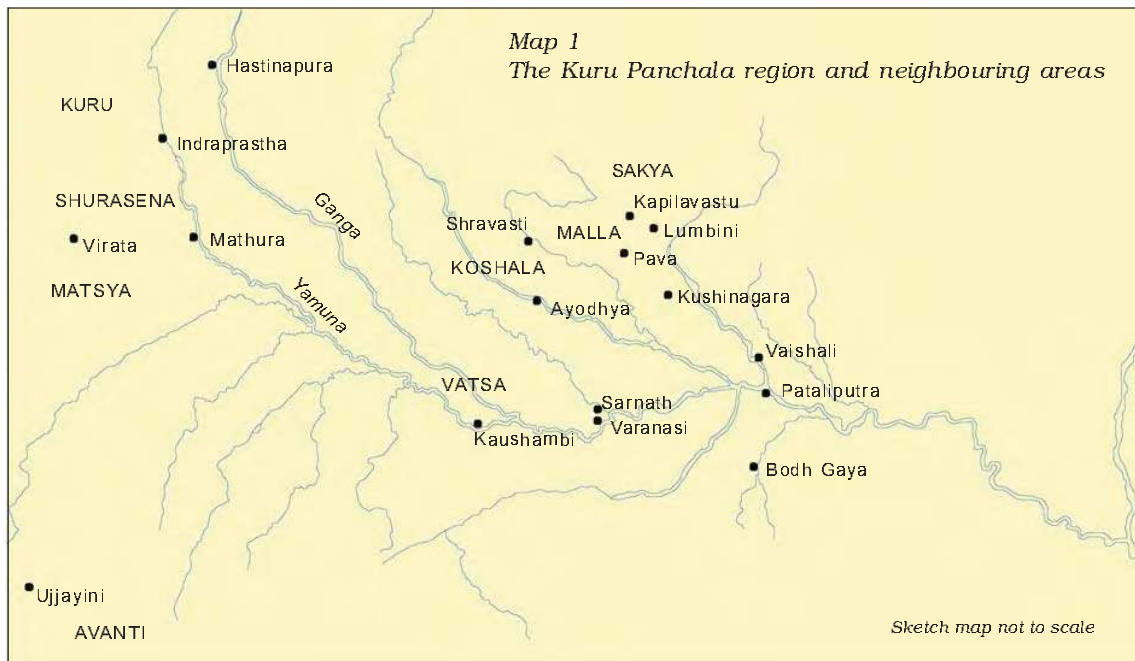 Map 1
The Kuru Panchala region and neighbouring areas
Hastinapura
KURU
Indraprastha
SAKYA
SHURASENA
Kapilavastu
Ganga
Shravasti
MALLA
Lumbini
Virata
Mathura
Pava
KOSHALA
MATSYA
Yamuna
Ayodhya
Kushinagara
Vaishali
VATSA
Pataliputra
Sarnath
Varanasi
Kaushambi
Bodh Gaya
Ujjayini
AVANTI
Sketch map not to scale